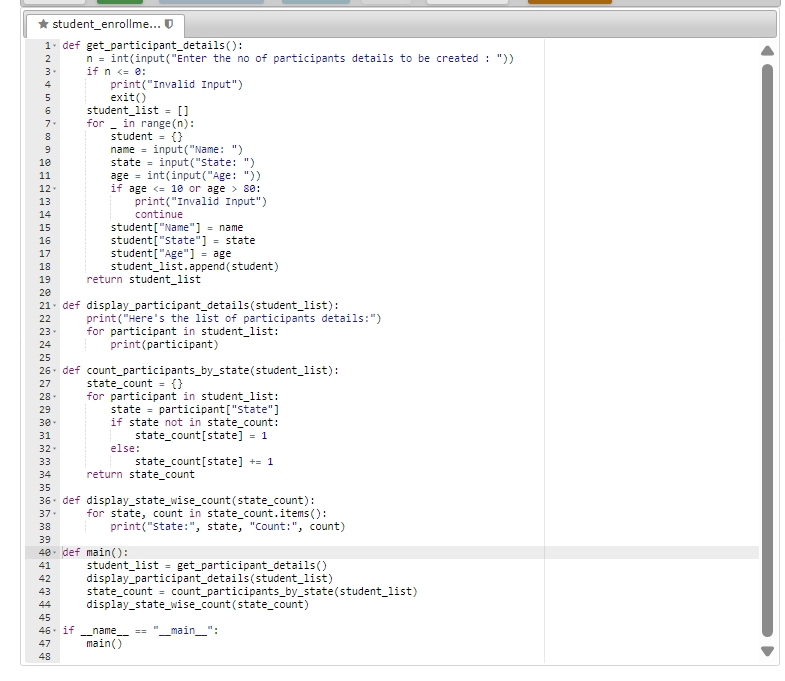 student_enrollme...
1 def get_participant_details():
2     n = int(input("Enter the no of participants details to be created : "))
3     if n <= 0:
4         print("Invalid Input")
5         exit()
6     student_list = []
7     for _ in range(n):
8         student = {}
9         name = input("Name: ")
10         state = input("State: ")
11         age = int(input("Age: "))
12         if age <= 10 or age > 80:
13             print("Invalid Input")
14             continue
15         student["Name"] = name
16         student["State"] = state
17         student["Age"] = age
18         student_list.append(student)
19     return student_list
20
21 def display_participant_details(student_list):
22     print("Here's the list of participants details:")
23     for participant in student_list:
24         print(participant)
25
26 def count_participants_by_state(student_list):
27     state_count = {}
28     for participant in student_list:
29         state = participant["State"]
30         if state not in state_count:
31             state_count[state] = 1
32         else:
33             state_count[state] += 1
34     return state_count
35
36 def display_state_wise_count(state_count):
37     for state, count in state_count.items():
38         print("State:", state, "Count:", count)
39
40 def main():
41     student_list = get_participant_details()
42     display_participant_details(student_list)
43     state_count = count_participants_by_state(student_list)
44     display_state_wise_count(state_count)
45
46 if __name__ == "__main__":
47     main()
48